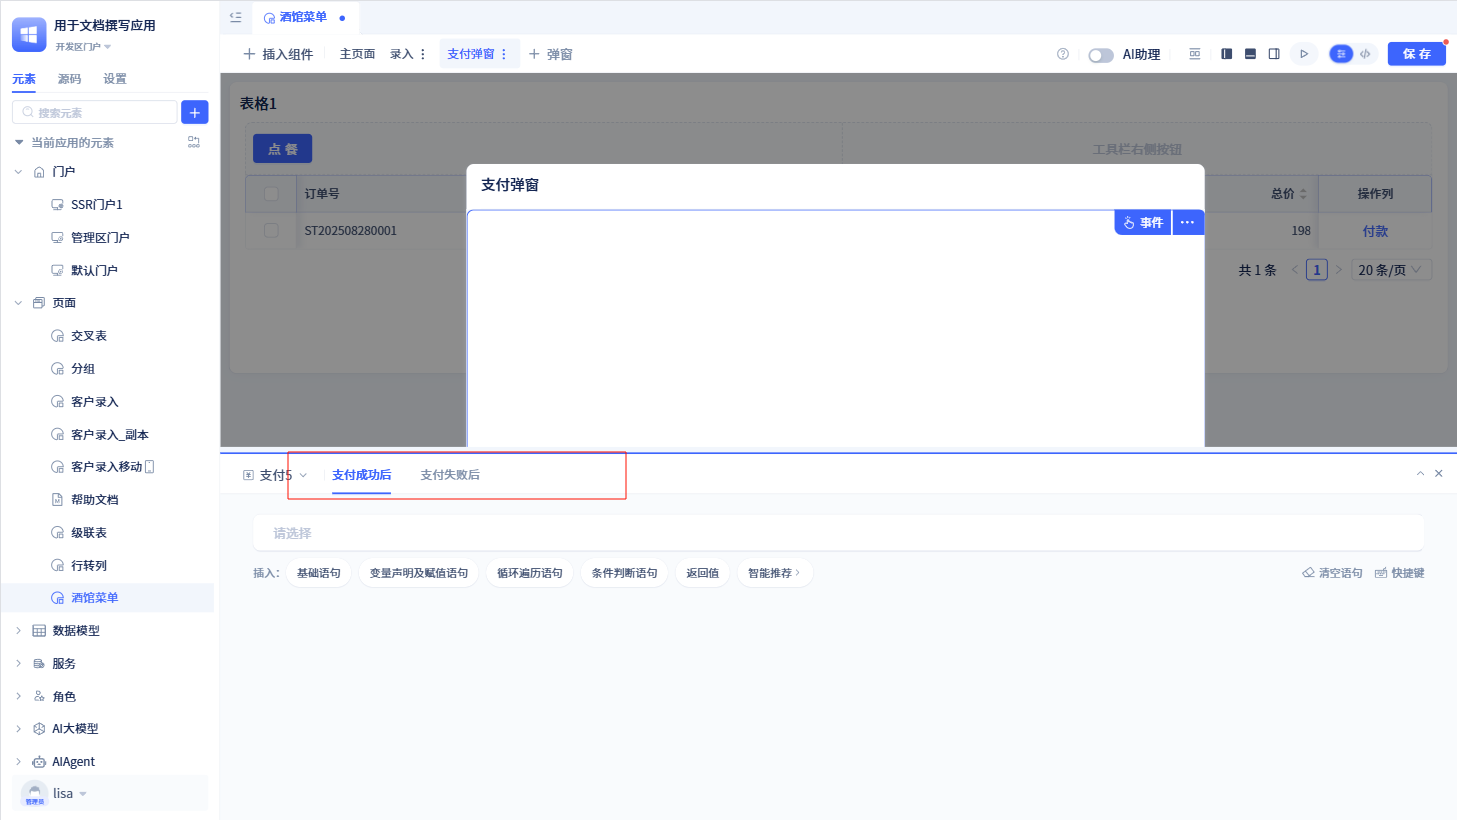 用于文档撰写应用
开发区门户
元素 源码 设置
搜索元素
当前应用的元素
门户
SSR门户1
管理区门户
默认门户
页面
交叉表
分组
客户录入
客户录入_副本
客户录入移动
帮助文档
级联表
行转列
酒馆菜单
数据模型
服务
角色
AI大模型
AIAgent
管理员 lisa
酒馆菜单
插入组件 主页面 录入 支付弹窗 弹窗
AI助理 保存
表格1
点餐 工具栏右侧按钮
订单号 总价 操作列
ST202508280001 198 付款
共 1 条 1 20 条/页
支付弹窗
事件
支付5 支付成功后 支付失败后
请选择
插入: 基础语句 变量声明及赋值语句 循环遍历语句 条件判断语句 返回值 智能推荐 清空语句 快捷键